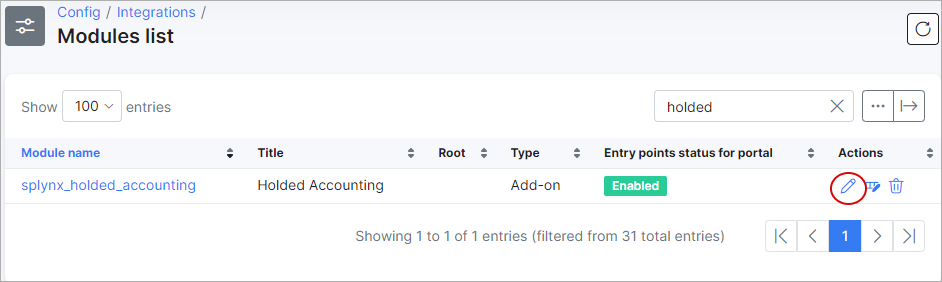 Config / Integrations /
Modules list
Show 100 entries
holded
Module name Title Root Type Entry points status for portal Actions
splynx_holded_accounting Holded Accounting Add-on Enabled
Showing 1 to 1 of 1 entries (filtered from 31 total entries) 1